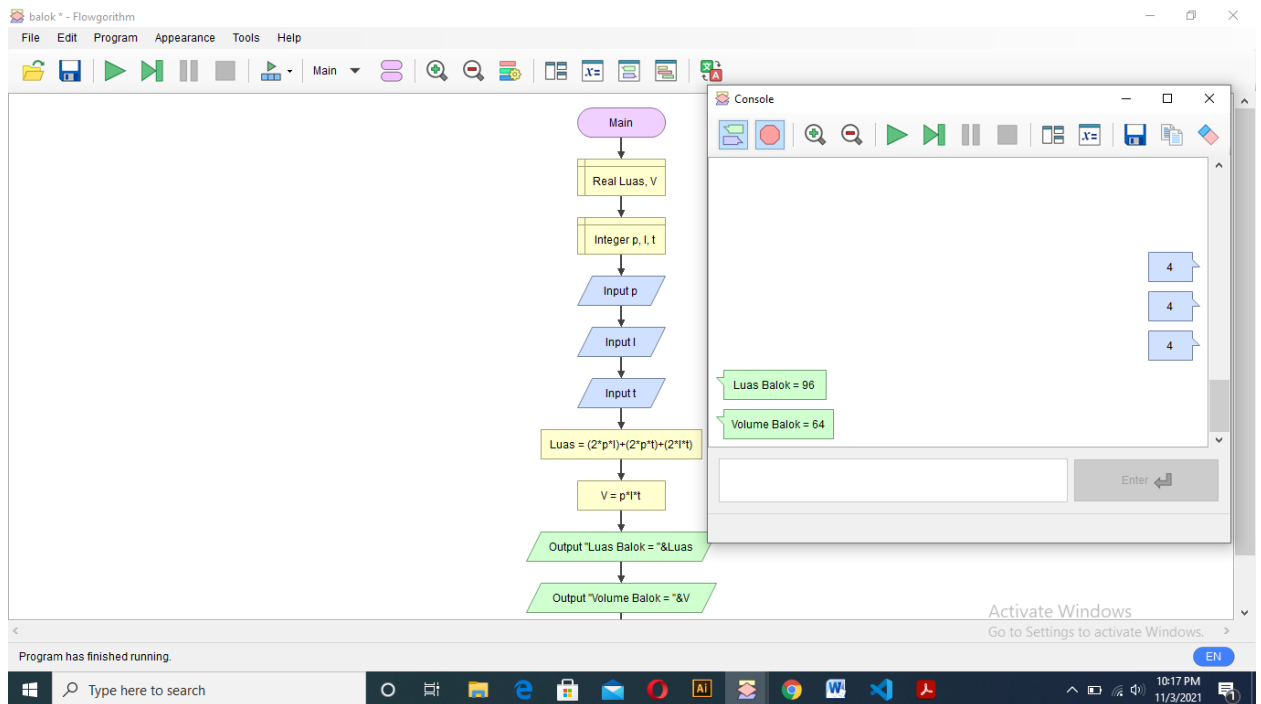 balok * - Flowgorithm
File Edit Program Appearance Tools Help
Main
Main
Real Luas, V
Integer p, l, t
Input p
Input l
Input t
Luas = (2*p*l)+(2*p*t)+(2*l*t)
V = p*l*t
Output "Luas Balok = "&Luas
Output "Volume Balok = "&V
Console
x=
4
4
4
Luas Balok = 96
Volume Balok = 64
Enter
Activate Windows
Go to Settings to activate Windows.
Program has finished running.
EN
Type here to search
Ai
10:17 PM
11/3/2021